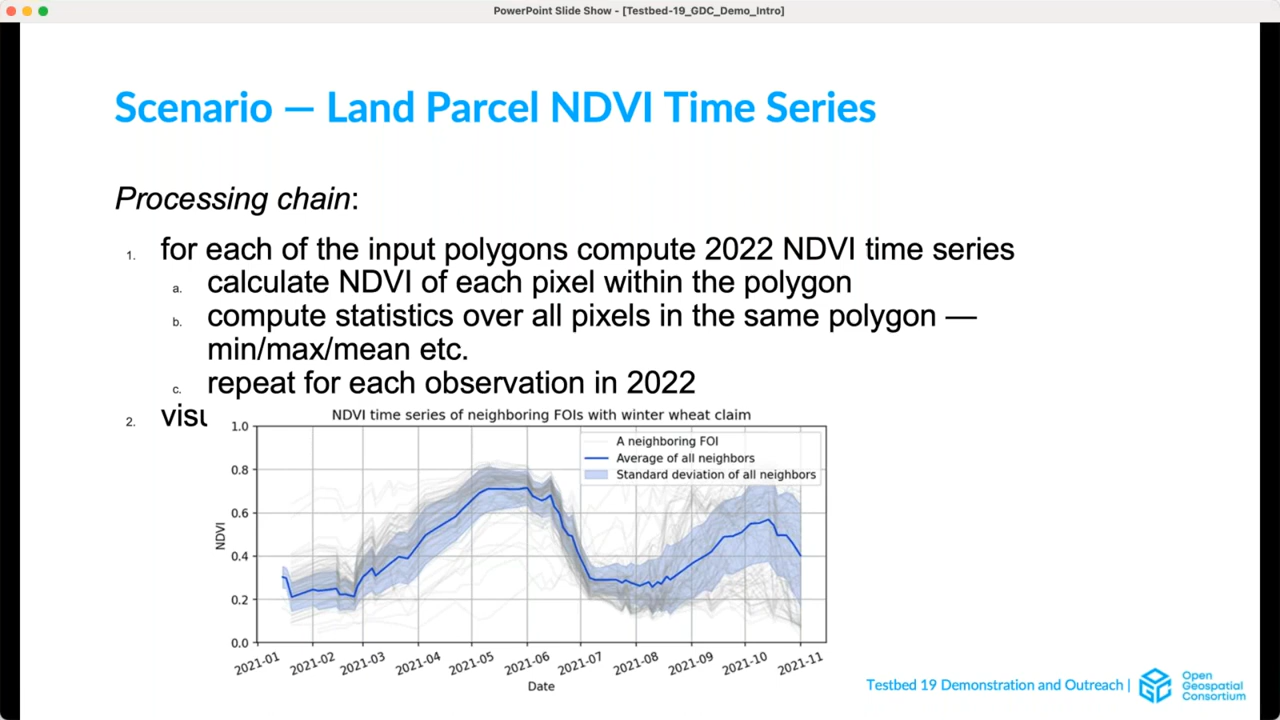 PowerPoint Slide Show - [Testbed-19_GDC_Demo_Intro]
Scenario — Land Parcel NDVI Time Series
Processing chain:
1. for each of the input polygons compute 2022 NDVI time series
a. calculate NDVI of each pixel within the polygon
b. compute statistics over all pixels in the same polygon —
min/max/mean etc.
c. repeat for each observation in 2022
2.
NDVI time series of neighboring FOIs with winter wheat claim
A neighboring FOI
Average of all neighbors
Standard deviation of all neighbors
1.0
0.8
0.6
0.4
0.2
0.0
NDVI
2021-01 2021-02 2021-03 2021-04 2021-05 2021-06 2021-07 2021-08 2021-09 2021-10 2021-11
Date
Testbed 19 Demonstration and Outreach |
Open
Geospatial
Consortium